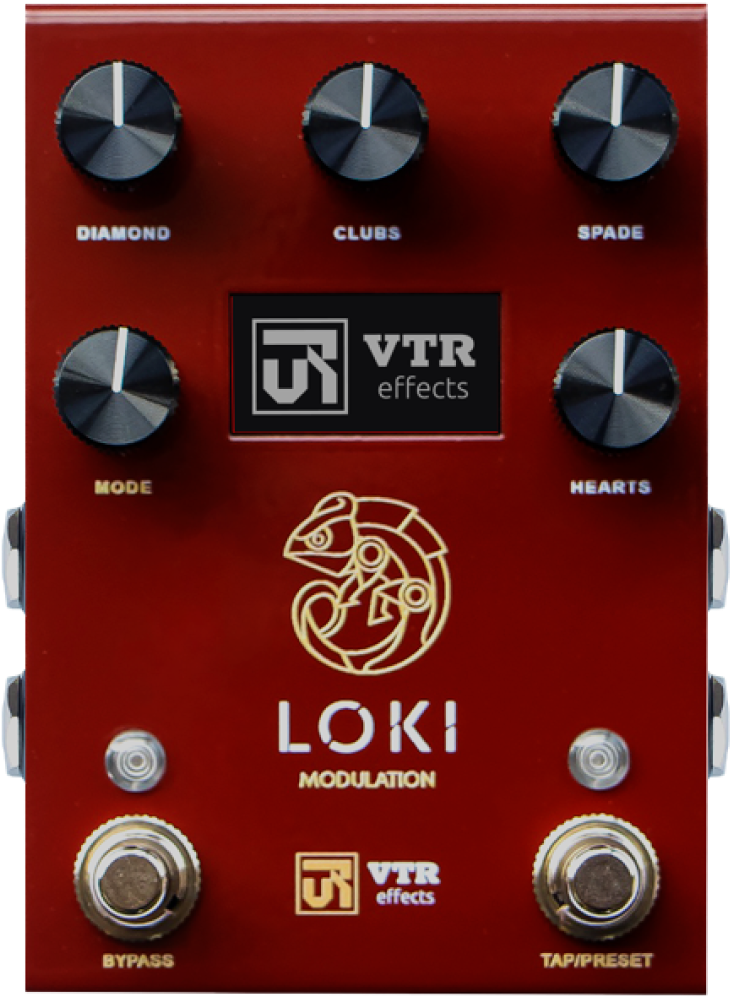 DIAMOND CLUBS SPADE
VTR
effects
MODE HEARTS
LOKI
MODULATION
VTR
effects
BYPASS TAP/PRESET